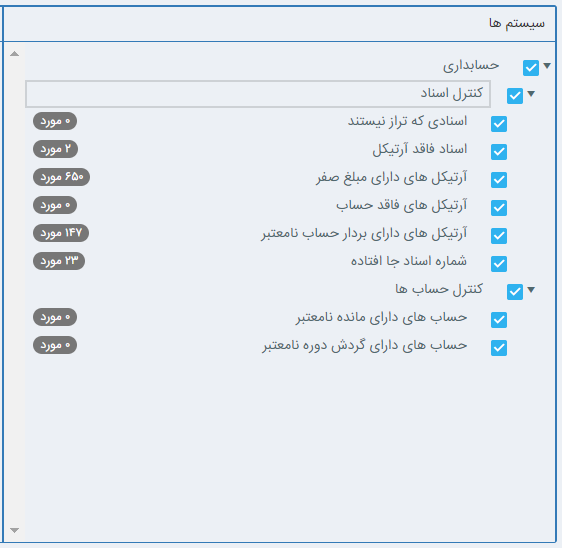 سیستم ها
حسابداری
کنترل اسناد
اسنادی که تراز نیستند ۰ مورد
اسناد فاقد آرتیکل ۲ مورد
آرتیکل های دارای مبلغ صفر ۶۵۰ مورد
آرتیکل های فاقد حساب ۰ مورد
آرتیکل های دارای بردار حساب نامعتبر ۱۴۷ مورد
شماره اسناد جا افتاده ۲۳ مورد
کنترل حساب ها
حساب های دارای مانده نامعتبر ۰ مورد
حساب های دارای گردش دوره نامعتبر ۰ مورد